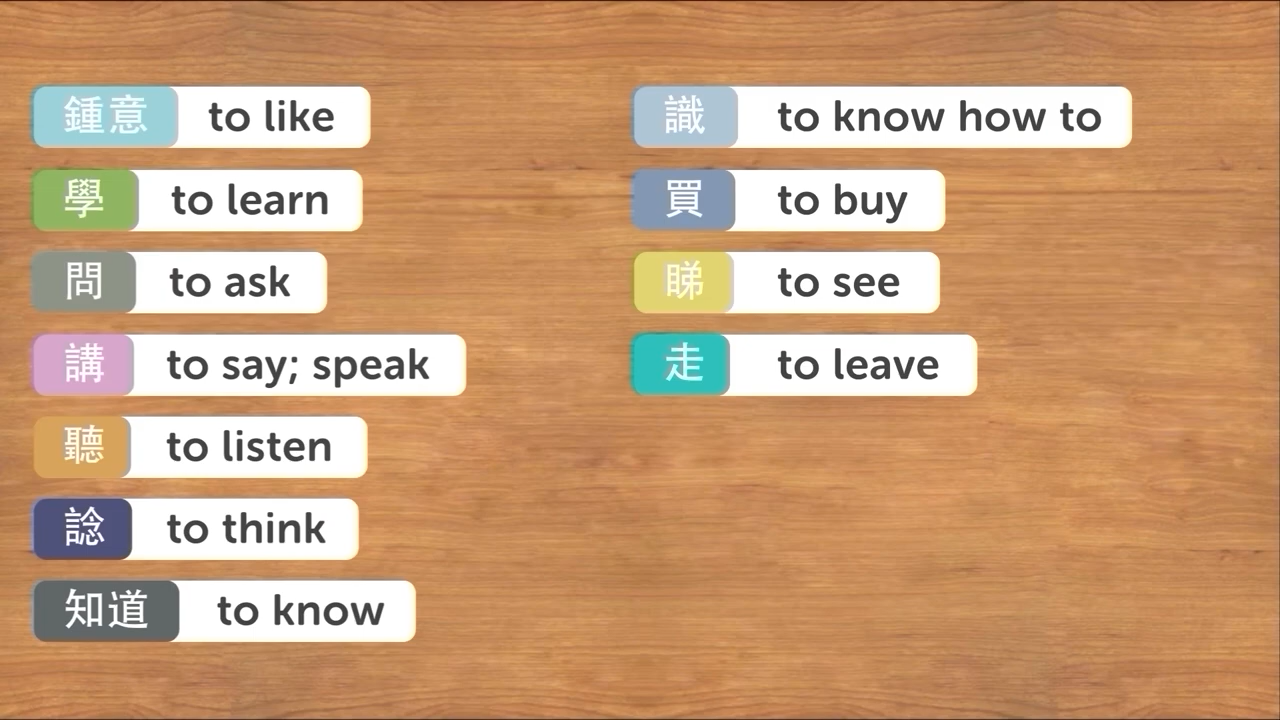 鍾意 to like
學 to learn
問 to ask
講 to say; speak
聽 to listen
諗 to think
知道 to know
識 to know how to
買 to buy
睇 to see
走 to leave